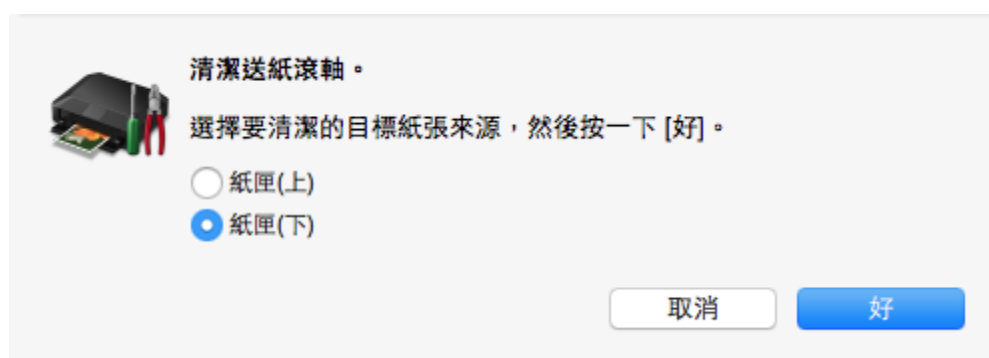 清潔送紙滾軸。
選擇要清潔的目標紙張來源，然後按一下 [好]。
紙匣(上)
紙匣(下)
取消
好